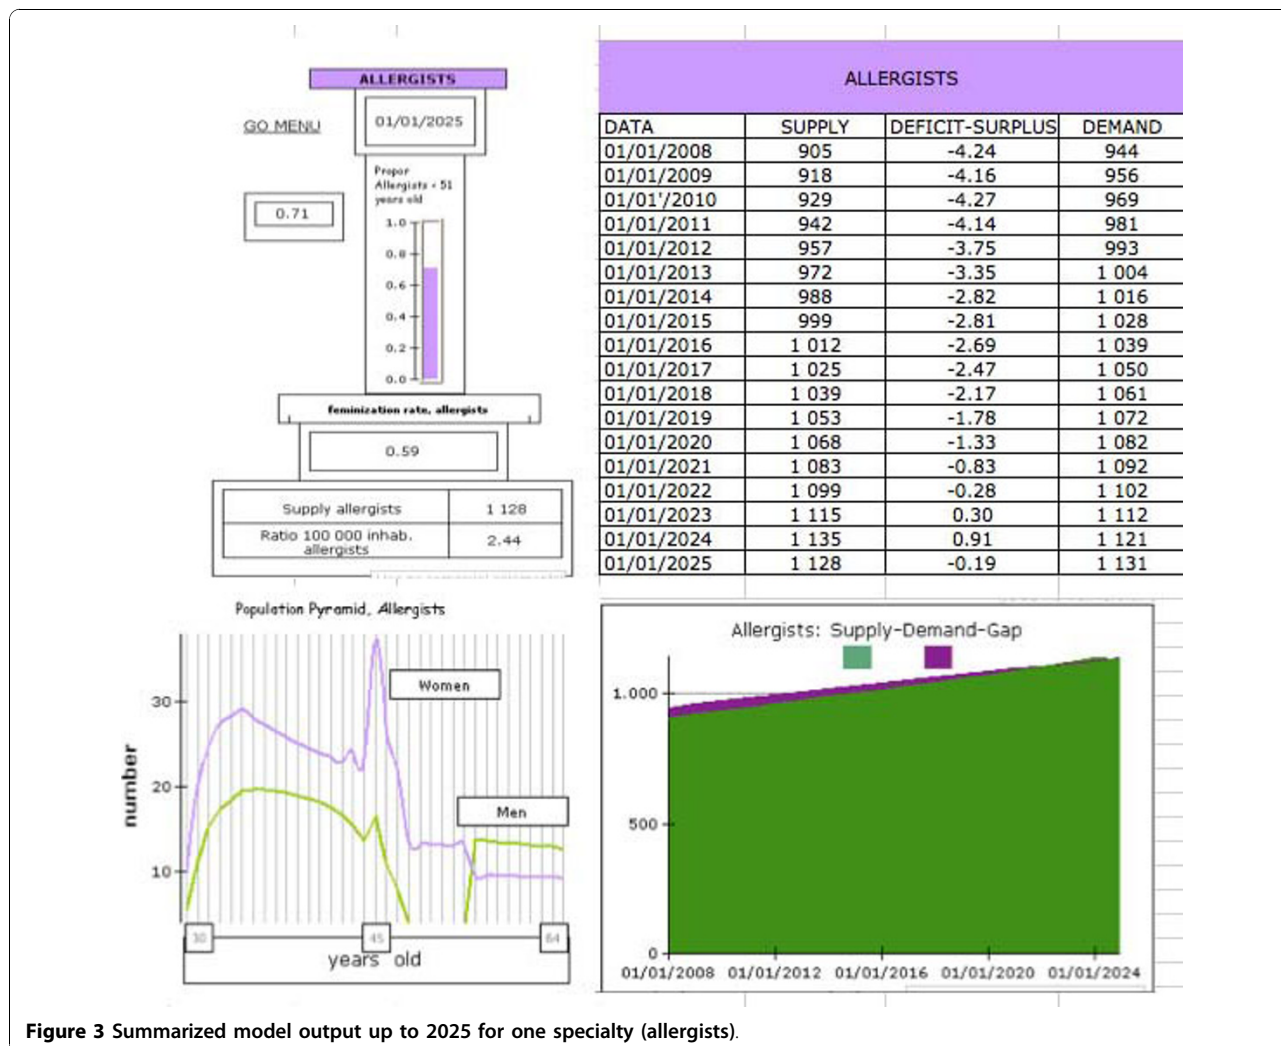 ALLERGISTS
GO MENU
01/01/2025
Propor
Allergists < 51
years old
0.71
1.0
0.8
0.6
0.4
0.2
0.0
feminization rate, allergists
0.59
Supply allergists 1 128
Ratio 100 000 inhab.
allergists 2.44
ALLERGISTS
DATA SUPPLY DEFICIT-SURPLUS DEMAND
01/01/2008 905 -4.24 944
01/01/2009 918 -4.16 956
01/01'/2010 929 -4.27 969
01/01/2011 942 -4.14 981
01/01/2012 957 -3.75 993
01/01/2013 972 -3.35 1 004
01/01/2014 988 -2.82 1 016
01/01/2015 999 -2.81 1 028
01/01/2016 1 012 -2.69 1 039
01/01/2017 1 025 -2.47 1 050
01/01/2018 1 039 -2.17 1 061
01/01/2019 1 053 -1.78 1 072
01/01/2020 1 068 -1.33 1 082
01/01/2021 1 083 -0.83 1 092
01/01/2022 1 099 -0.28 1 102
01/01/2023 1 115 0.30 1 112
01/01/2024 1 135 0.91 1 121
01/01/2025 1 128 -0.19 1 131
Population Pyramid, Allergists
Women
Men
number
30
20
10
30 45 64
years old
Allergists: Supply-Demand-Gap
1.000
500
0
01/01/2008 01/01/2012 01/01/2016 01/01/2020 01/01/2024
Figure 3 Summarized model output up to 2025 for one specialty (allergists).